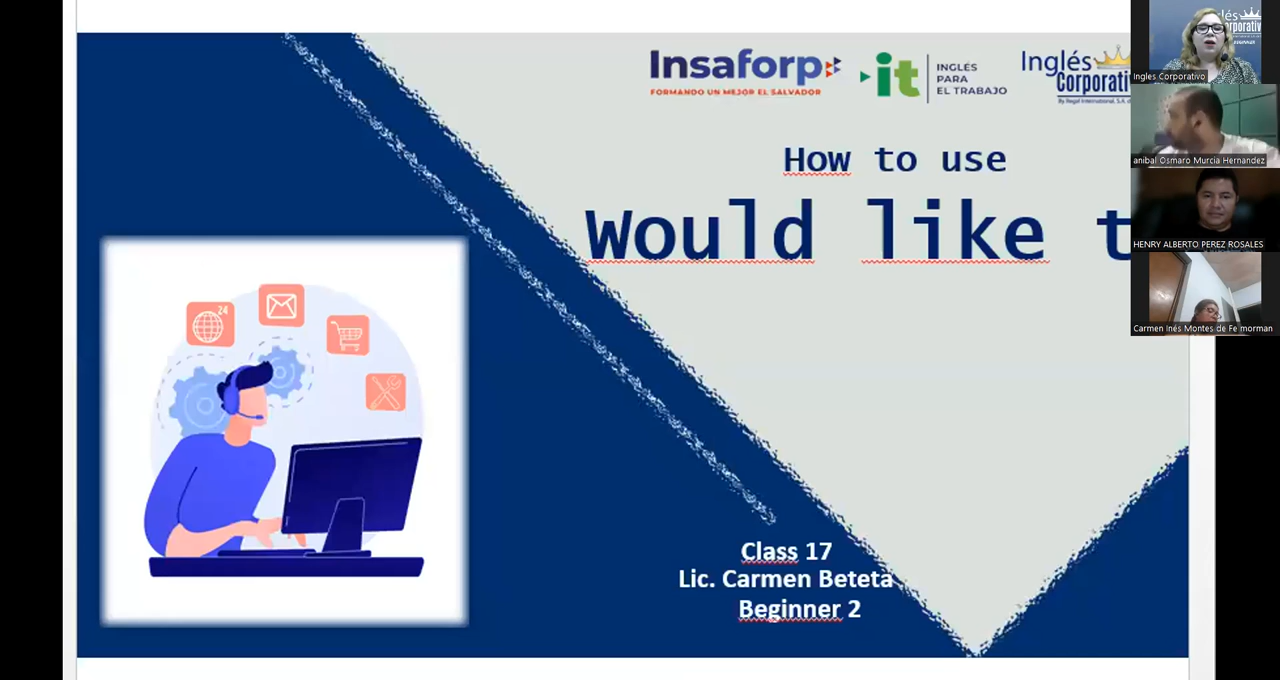 Insaforp
FORMANDO UN MEJOR EL SALVADOR
it
INGLÉS
PARA
EL TRABAJO
Inglés
Corporati
How to use
Would like t
24
Class 17
Lic. Carmen Beteta
Beginner 2
Ingles Corporativo
anibal Osmaro Murcia Hernandez
HENRY ALBERTO PEREZ ROSALES
Carmen Inés Montes de Fe morman